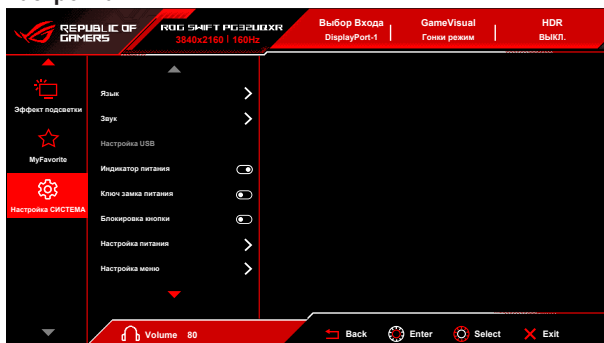 REPUBLIC OF
GAMERS
ROG SWIFT PG32UQXR
3840x2160 | 160Hz
Выбор Входа
DisplayPort-1
GameVisual
Гонки режим
HDR
ВЫКЛ.
Эффект подсветки
MyFavorite
Настройка СИСТЕМА
Язык
Звук
Настройка USB
Индикатор питания
Ключ замка питания
Блокировка кнопки
Настройка питания
Настройка меню
Volume 80
Back
Enter
Select
Exit